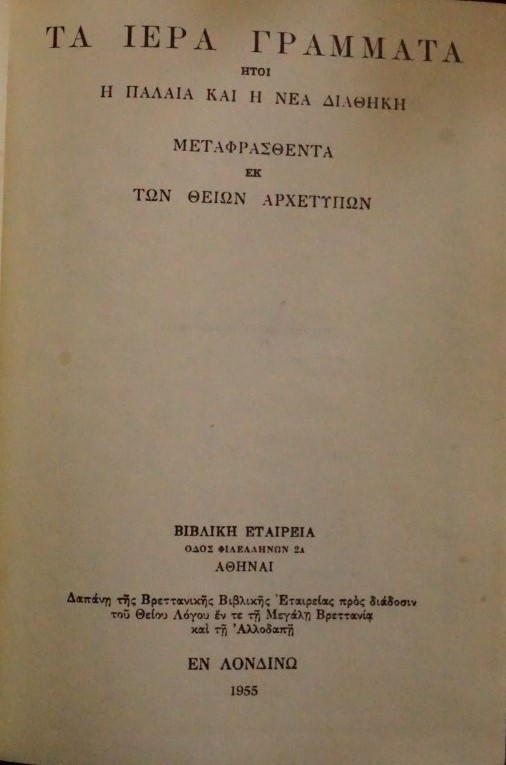 ΤΑ ΙΕΡΑ ΓΡΑΜΜΑΤΑ
ΗΤΟΙ
Η ΠΑΛΑΙΑ ΚΑΙ Η ΝΕΑ ΔΙΑΘΗΚΗ
ΜΕΤΑΦΡΑΣΘΕΝΤΑ
ΕΚ
ΤΩΝ ΘΕΙΩΝ ΑΡΧΕΤΥΠΩΝ
ΒΙΒΛΙΚΗ ΕΤΑΙΡΕΙΑ
ΟΔΟΣ ΦΙΛΕΛΛΗΝΩΝ 2Α
ΑΘΗΝΑΙ
Δαπάνῃ τῆς Βρεττανικῆς Βιβλικῆς Ἑταιρείας πρὸς διάδοσιν
τοῦ Θείου Λόγου ἔν τε τῇ Μεγάλῃ Βρεττανίᾳ
καὶ τῇ Ἀλλοδαπῇ
ΕΝ ΛΟΝΔΙΝΩ
1955